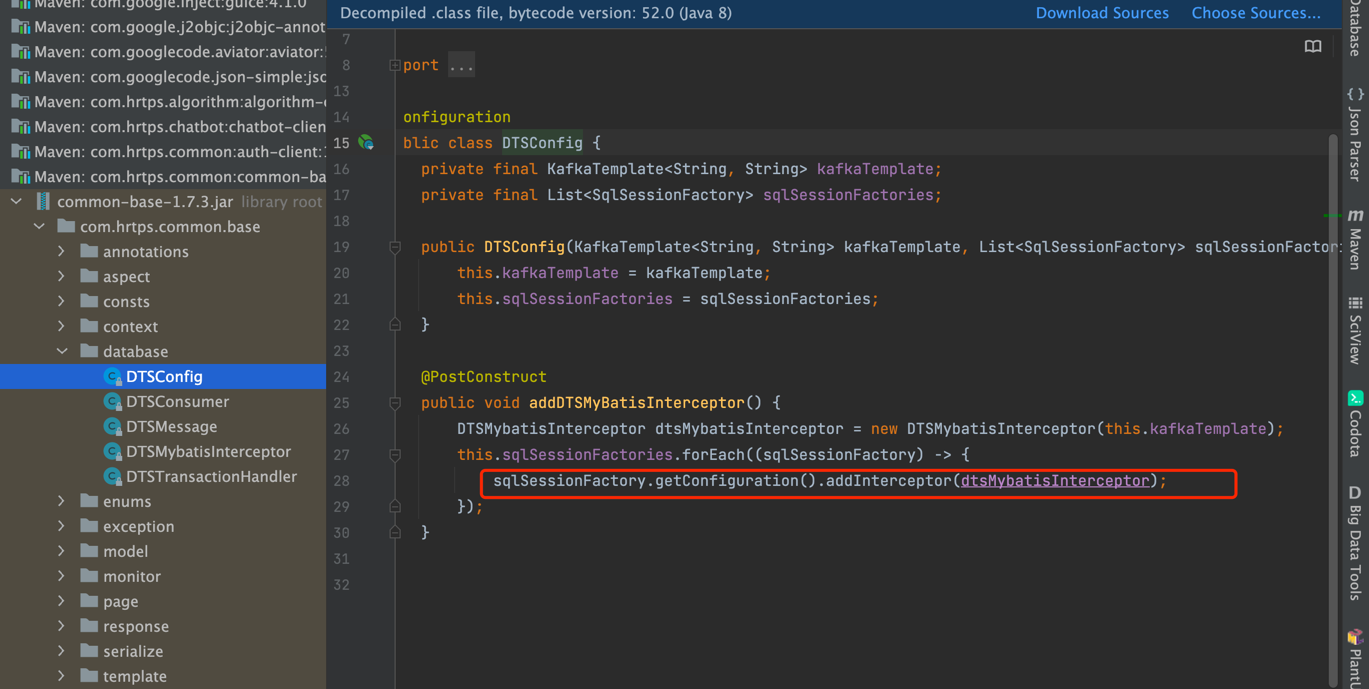 Maven: com.google.inject:guice:4.1.0
Maven: com.google.j2objc:j2objc-annot
Maven: com.googlecode.aviator:aviator:
Maven: com.googlecode.json-simple:jsc
Maven: com.hrtps.algorithm:algorithm-
Maven: com.hrtps.chatbot:chatbot-clien
Maven: com.hrtps.common:auth-client:
Maven: com.hrtps.common:common-ba
common-base-1.7.3.jar library root
com.hrtps.common.base
annotations
aspect
consts
context
database
DTSConfig
DTSConsumer
DTSMessage
DTSMybatisInterceptor
DTSTransactionHandler
enums
exception
model
monitor
page
response
serialize
template
Decompiled .class file, bytecode version: 52.0 (Java 8)
Download Sources
Choose Sources...
7
8 port ...
13
14 onfiguration
15 blic class DTSConfig {
16 private final KafkaTemplate<String, String> kafkaTemplate;
17 private final List<SqlSessionFactory> sqlSessionFactories;
18
19 public DTSConfig(KafkaTemplate<String, String> kafkaTemplate, List<SqlSessionFactory> sqlSessionFactor
20 this.kafkaTemplate = kafkaTemplate;
21 this.sqlSessionFactories = sqlSessionFactories;
22 }
23
24 @PostConstruct
25 public void addDTSMyBatisInterceptor() {
26 DTSMybatisInterceptor dtsMybatisInterceptor = new DTSMybatisInterceptor(this.kafkaTemplate);
27 this.sqlSessionFactories.forEach((sqlSessionFactory) -> {
28 sqlSessionFactory.getConfiguration().addInterceptor(dtsMybatisInterceptor);
29 });
30 }
31
32
Database
Json Parser
Maven
SciView
Codota
Big Data Tools
PlantU